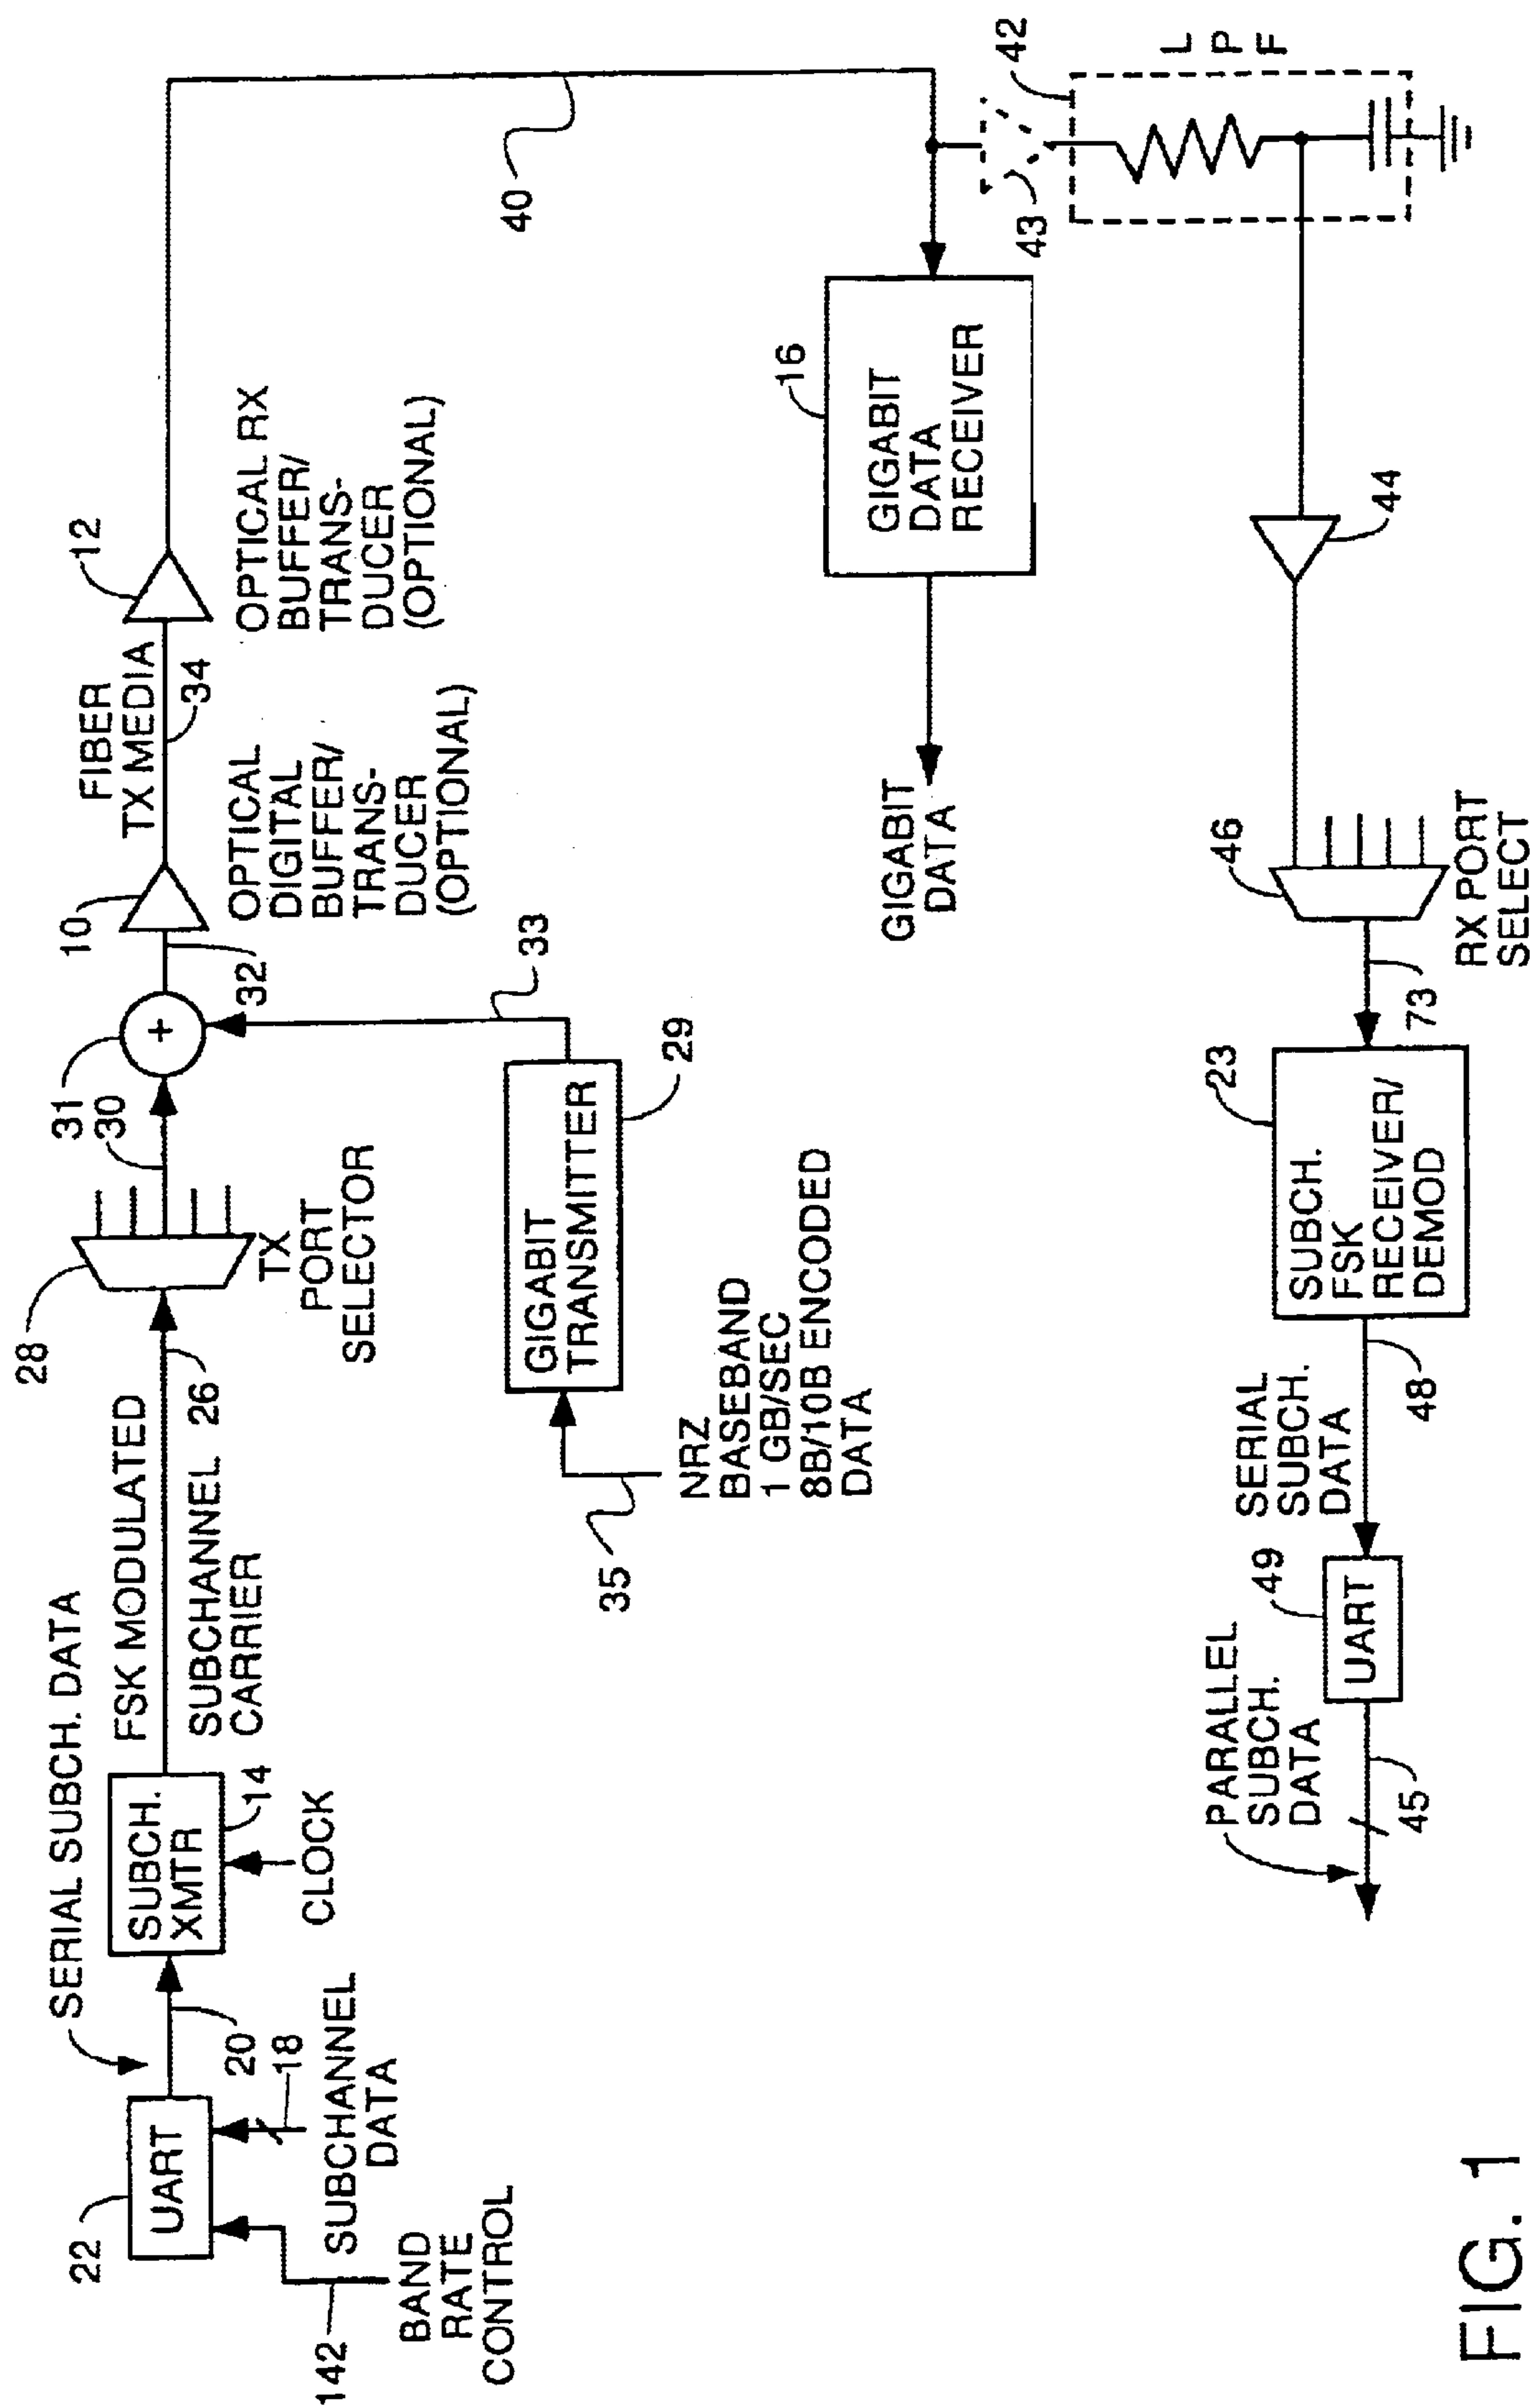 SERIAL SUBCH. DATA
22
UART
142
BAND
RATE
CONTROL
18
SUBCHANNEL
DATA
20
SUBCH.
XMTR
14
CLOCK
FSK MODULATED
SUBCHANNEL 26
CARRIER
28
TX
PORT
SELECTOR
30
31
+
32
33
GIGABIT
TRANSMITTER
29
35
NRZ
BASEBAND
1 GB/SEC
8B/10B ENCODED
DATA
10
OPTICAL
DIGITAL
BUFFER/
TRANS-
DUCER
(OPTIONAL)
FIBER
TX MEDIA
34
12
OPTICAL RX
BUFFER/
TRANS-
DUCER
(OPTIONAL)
40
16
GIGABIT
DATA
RECEIVER
GIGABIT
DATA
43
42
L
P
F
44
46
RX PORT
SELECT
73
23
SUBCH.
FSK
RECEIVER/
DEMOD
48
SERIAL
SUBCH.
DATA
49
UART
PARALLEL
SUBCH.
DATA
45
FIG. 1